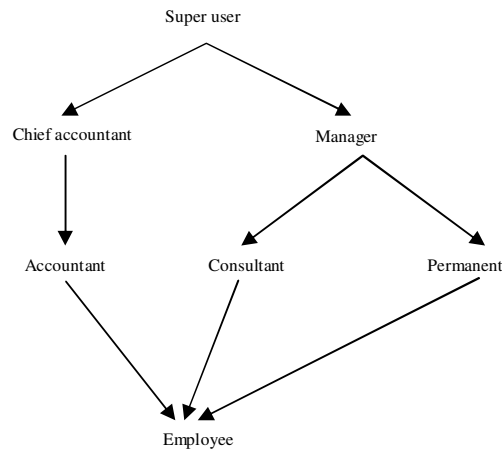 Super user
Chief accountant
Manager
Accountant
Consultant
Permanent
Employee